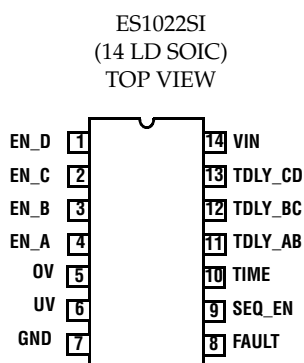 ES1022SI
(14 LD SOIC)
TOP VIEW
EN_D 1 14 VIN
EN_C 2 13 TDLY_CD
EN_B 3 12 TDLY_BC
EN_A 4 11 TDLY_AB
OV 5 10 TIME
UV 6 9 SEQ_EN
GND 7 8 FAULT